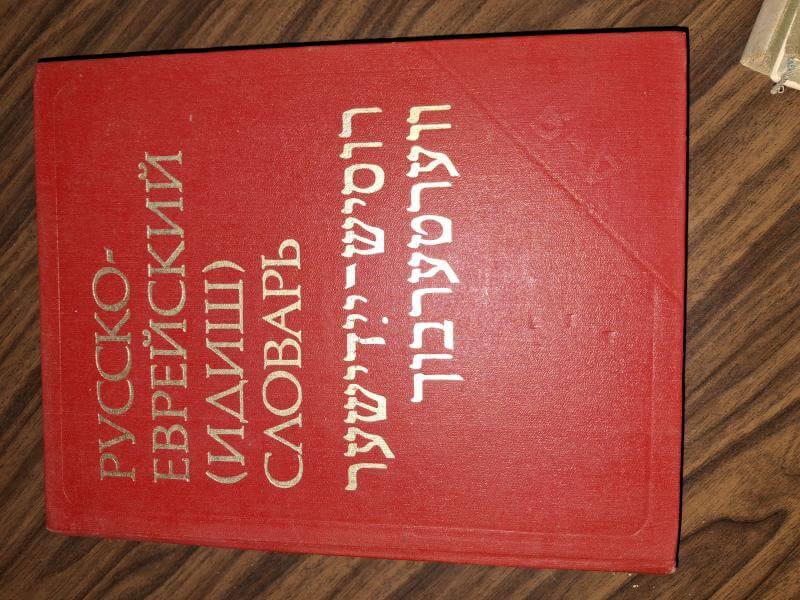 РУССКО-
ЕВРЕЙСКИЙ
(ИДИШ)
СЛОВАРЬ
רוסיש-ייִדישער
ווערטערבוך